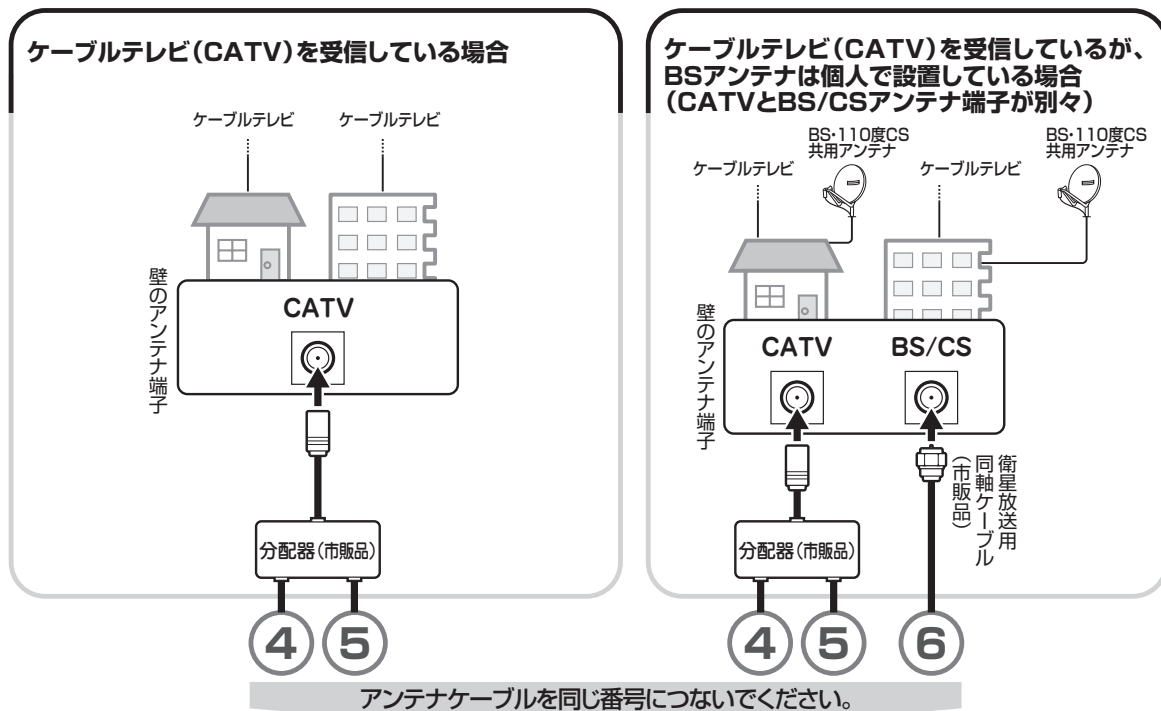 ケーブルテレビ(CATV)を受信している場合
ケーブルテレビ
ケーブルテレビ
壁のアンテナ端子
CATV
分配器(市販品)
④
⑤
ケーブルテレビ(CATV)を受信しているが、
BSアンテナは個人で設置している場合
(CATVとBS/CSアンテナ端子が別々)
ケーブルテレビ
BS・110度CS
共用アンテナ
ケーブルテレビ
BS・110度CS
共用アンテナ
壁のアンテナ端子
CATV
BS/CS
衛星放送用
同軸ケーブル
(市販品)
分配器(市販品)
④
⑤
⑥
アンテナケーブルを同じ番号につないでください。